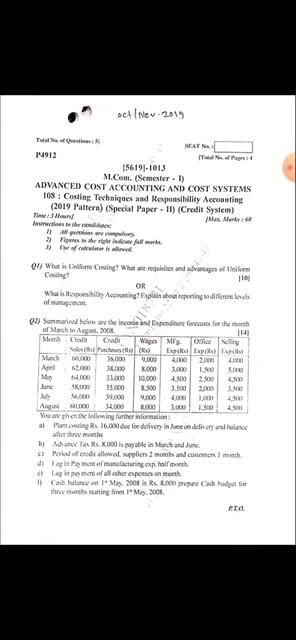 oct/Nov-2019
Total No. of Questions : 5]
SEAT No. :
P4912
[Total No. of Pages : 4
[5619]-1013
M.Com. (Semester - I)
ADVANCED COST ACCOUNTING AND COST SYSTEMS
108 : Costing Techniques and Responsibility Accounting
(2019 Pattern) (Special Paper - II) (Credit System)
Time : 3 Hours]
[Max. Marks : 60
Instructions to the candidates:
1) All questions are compulsory.
2) Figures to the right indicate full marks.
3) Use of calculator is allowed.
Q1) What is Uniform Costing? What are requisites and advantages of Uniform
Costing?
[10]
OR
What is Responsibility Accounting? Explain about reporting to different levels
of management.
Q2) Summarized below are the income and Expenditure forecasts for the month
of March to August, 2008.
[14]
Month Credit Credit Wages Mfg. Office Selling
Sales (Rs) Purchases (Rs) (Rs) Exp (Rs) Exp (Rs) Exp (Rs)
March 60,000 36,000 9,000 4,000 2,000 4,000
April 62,000 38,000 8,000 3,000 1,500 5,000
May 64,000 33,000 10,000 4,500 2,500 4,500
June 58,000 35,000 8,500 3,500 2,000 3,500
July 56,000 39,000 9,000 4,000 1,000 4,500
August 60,000 34,000 8,000 3,000 1,500 4,500
You are given the following further information :
a) Plant costing Rs. 16,000 due for delivery in June on delivery and balance
after three months
b) Advance Tax Rs. 8,000 is payable in March and June.
c) Period of credit allowed, suppliers 2 months and customers 1 month.
d) Lag in Payment of manufacturing exp. half month.
e) Lag in payment of all other expenses on month.
f) Cash balance on 1st May, 2008 is Rs. 8,000 prepare Cash budget for
three months starting from 1st May, 2008.
P.T.O.